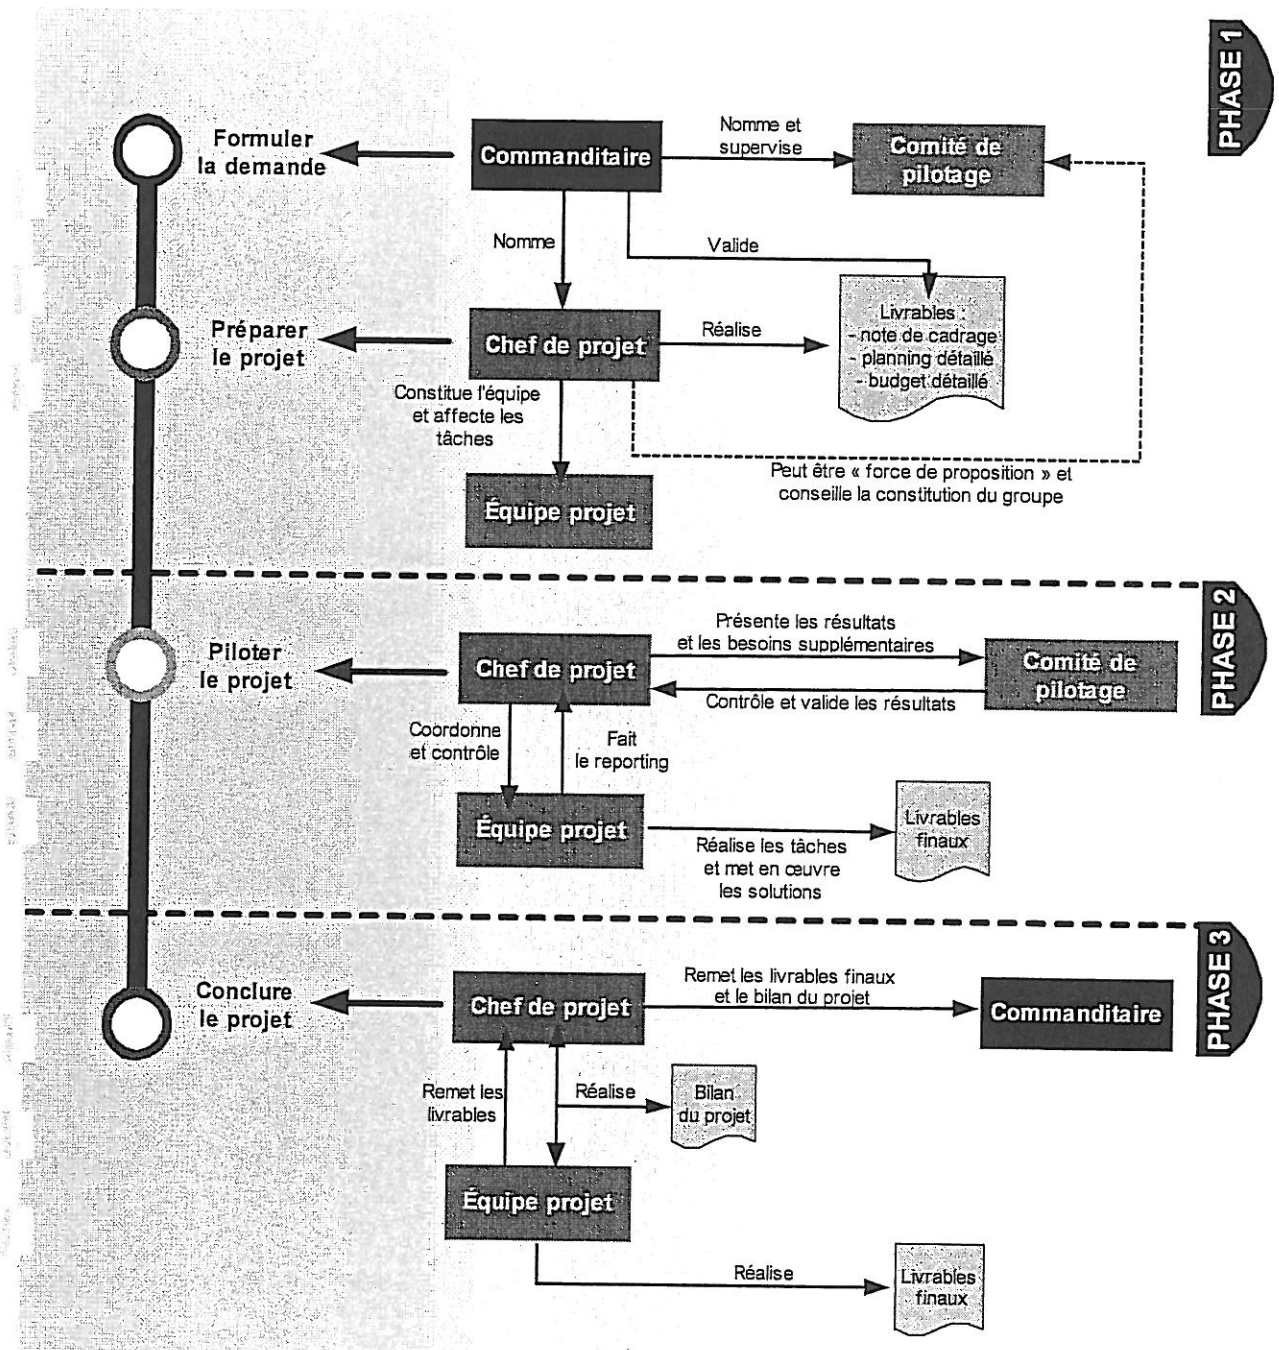 PHASE 1
Formuler
la demande
Commanditaire
Nomme et
supervise
Comité de
pilotage
Nomme
Valide
Préparer
le projet
Chef de projet
Réalise
Livrables :
- note de cadrage
- planning détaillé
- budget détaillé
Constitue l'équipe
et affecte les
tâches
Peut être « force de proposition » et
conseille la constitution du groupe
Équipe projet
PHASE 2
Piloter
le projet
Chef de projet
Présente les résultats
et les besoins supplémentaires
Comité de
pilotage
Contrôle et valide les résultats
Coordonne
et contrôle
Fait
le reporting
Équipe projet
Réalise les tâches
et met en œuvre
les solutions
Livrables
finaux
PHASE 3
Conclure
le projet
Chef de projet
Remet les livrables finaux
et le bilan du projet
Commanditaire
Remet les
livrables
Réalise
Bilan
du projet
Équipe projet
Réalise
Livrables
finaux